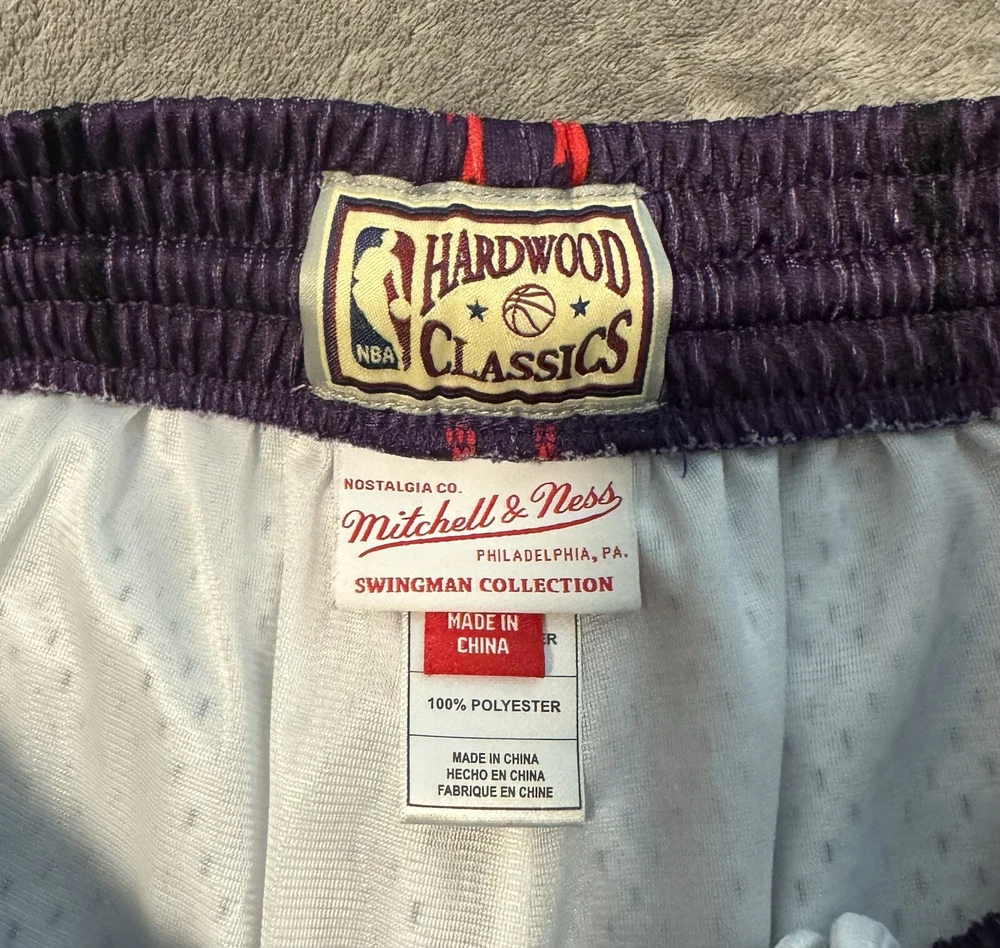 HARDWOOD
CLASSICS
NBA
NOSTALGIA CO.
Mitchell & Ness
PHILADELPHIA, PA.
SWINGMAN COLLECTION
MADE IN
CHINA
ER
100% POLYESTER
MADE IN CHINA
HECHO EN CHINA
FABRIQUE EN CHINE